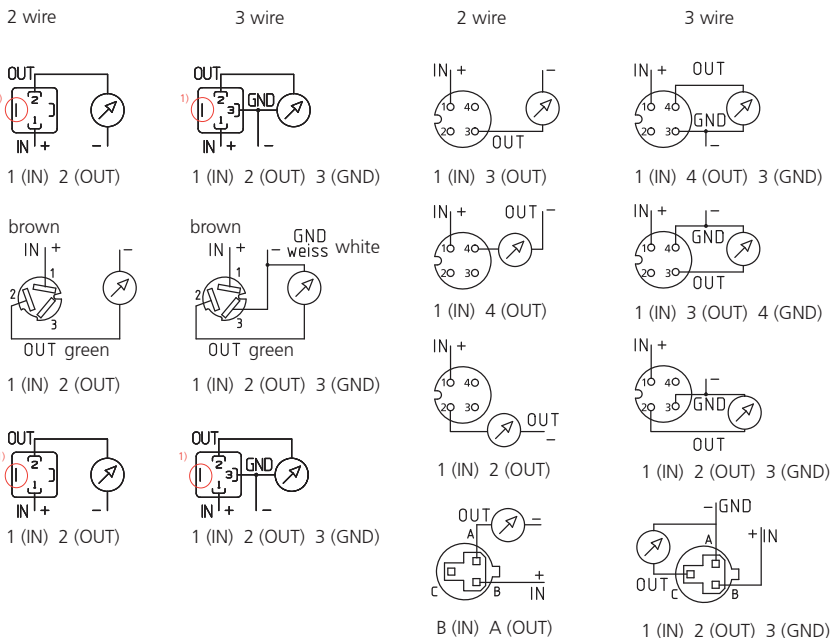 2 wire 3 wire 2 wire 3 wire
OUT
2
1
IN +
–
1 (IN) 2 (OUT)
1)
OUT
2
3
1
GND
IN +
–
1 (IN) 2 (OUT) 3 (GND)
IN +
–
1 4
2 3
OUT
1 (IN) 3 (OUT)
IN +
OUT
1 4
2 3
GND
–
1 (IN) 4 (OUT) 3 (GND)
brown
IN + –
1
2
3
OUT green
1 (IN) 2 (OUT)
brown
IN + –
GND
weiss white
1
2
3
OUT green
1 (IN) 2 (OUT) 3 (GND)
IN + OUT –
1 4
2 3
1 (IN) 4 (OUT)
IN + –
GND
1 4
2 3
OUT
1 (IN) 3 (OUT) 4 (GND)
OUT
2
1
IN +
–
1 (IN) 2 (OUT)
1)
OUT
2
3
1
GND
IN +
–
1 (IN) 2 (OUT) 3 (GND)
IN +
1 4
2 3
OUT
–
1 (IN) 2 (OUT)
IN +
–
1 4
2 3
GND
OUT
1 (IN) 2 (OUT) 3 (GND)
OUT –
A
C
B
+
IN
B (IN) A (OUT)
– GND
+ IN
A
OUT
C
B
1 (IN) 2 (OUT) 3 (GND)